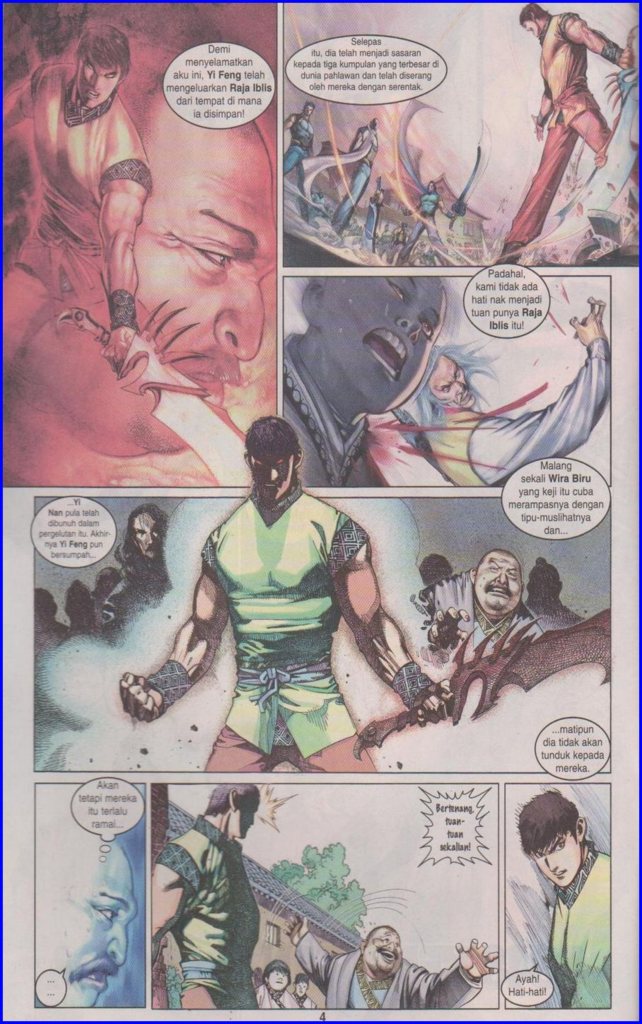 Demi
menyelamatkan
aku ini, Yi Feng telah
mengeluarkan Raja Iblis
dari tempat di mana
ia disimpan!
Selepas
itu, dia telah menjadi sasaran
kepada tiga kumpulan yang terbesar di
dunia pahlawan dan telah diserang
oleh mereka dengan serentak.
Padahal,
kami tidak ada
hati nak menjadi
tuan punya Raja
Iblis itu!
Malang
sekali Wira Biru
yang keji itu cuba
merampasnya dengan
tipu-muslihatnya
dan...
...Yi
Nan pula telah
dibunuh dalam
pergelutan itu. Akhir-
nya Yi Feng pun
bersumpah...
...matipun
dia tidak akan
tunduk kepada
mereka.
Akan
tetapi mereka
itu terlalu
ramai...
...
...
Bertenang,
tuan-
tuan
sekalian!
Ayah!
Hati-hati!
4